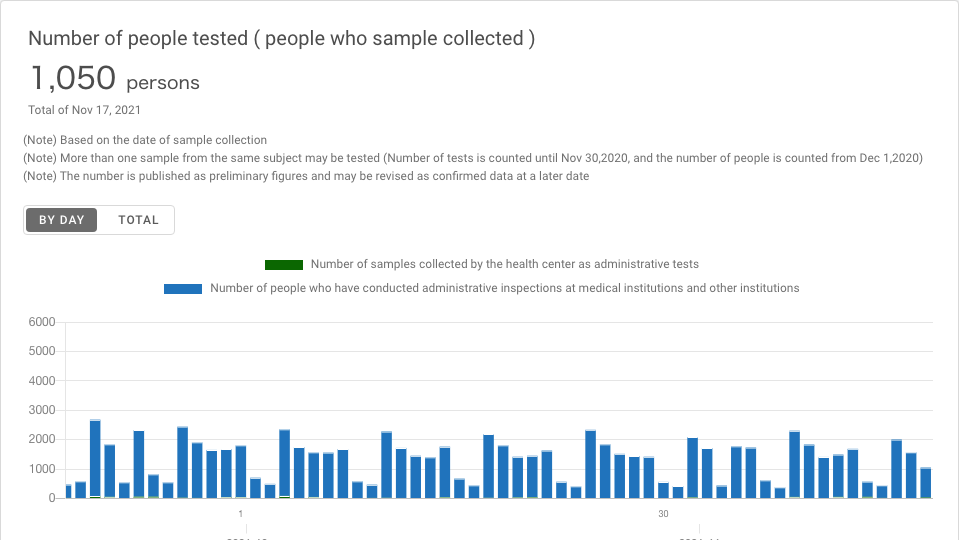 Number of people tested ( people who sample collected )
1,050 persons
Total of Nov 17, 2021
(Note) Based on the date of sample collection
(Note) More than one sample from the same subject may be tested (Number of tests is counted until Nov 30,2020, and the number of people is counted from Dec 1,2020)
(Note) The number is published as preliminary figures and may be revised as confirmed data at a later date
BY DAY TOTAL
Number of samples collected by the health center as administrative tests
Number of people who have conducted administrative inspections at medical institutions and other institutions
6000
5000
4000
3000
2000
1000
0
1 30